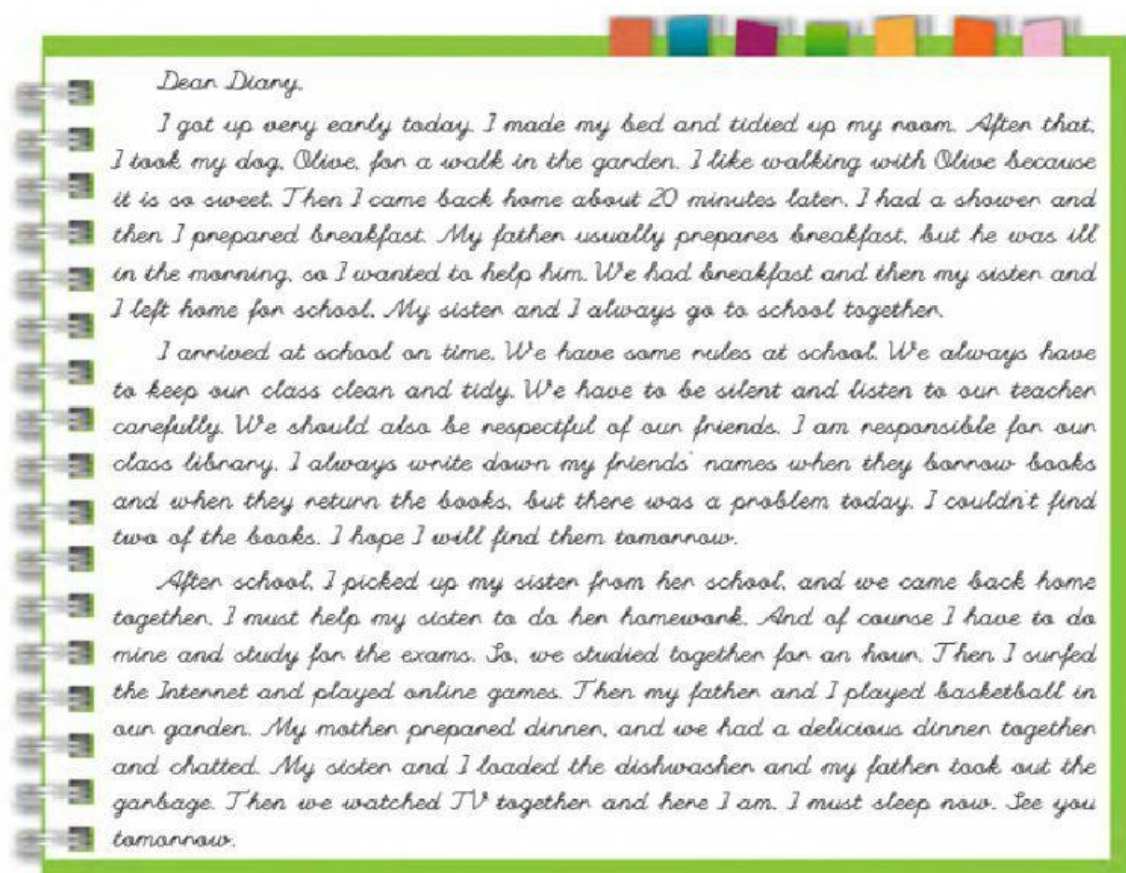 Dear Diary,
I got up very early today. I made my bed and tidied up my room. After that,
I took my dog, Olive, for a walk in the garden. I like walking with Olive because
it is so sweet. Then I came back home about 20 minutes later. I had a shower and
then I prepared breakfast. My father usually prepares breakfast, but he was ill
in the morning, so I wanted to help him. We had breakfast and then my sister and
I left home for school. My sister and I always go to school together.
I arrived at school on time. We have some rules at school. We always have
to keep our class clean and tidy. We have to be silent and listen to our teacher
carefully. We should also be respectful of our friends. I am responsible for our
class library. I always write down my friends' names when they borrow books
and when they return the books, but there was a problem today. I couldn't find
two of the books. I hope I will find them tomorrow.
After school, I picked up my sister from her school, and we came back home
together. I must help my sister to do her homework. And of course I have to do
mine and study for the exams. So, we studied together for an hour. Then I surfed
the Internet and played online games. Then my father and I played basketball in
our garden. My mother prepared dinner, and we had a delicious dinner together
and chatted. My sister and I loaded the dishwasher and my father took out the
garbage. Then we watched TV together and here I am. I must sleep now. See you
tomorrow.